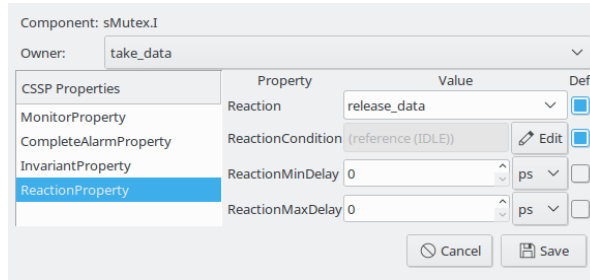 Component: sMutex.I
Owner: take_data
CSSP Properties
MonitorProperty
CompleteAlarmProperty
InvariantProperty
ReactionProperty
Property Value Def
Reaction release_data
ReactionCondition (reference (IDLE)) Edit
ReactionMinDelay 0 ps
ReactionMaxDelay 0 ps
Cancel Save